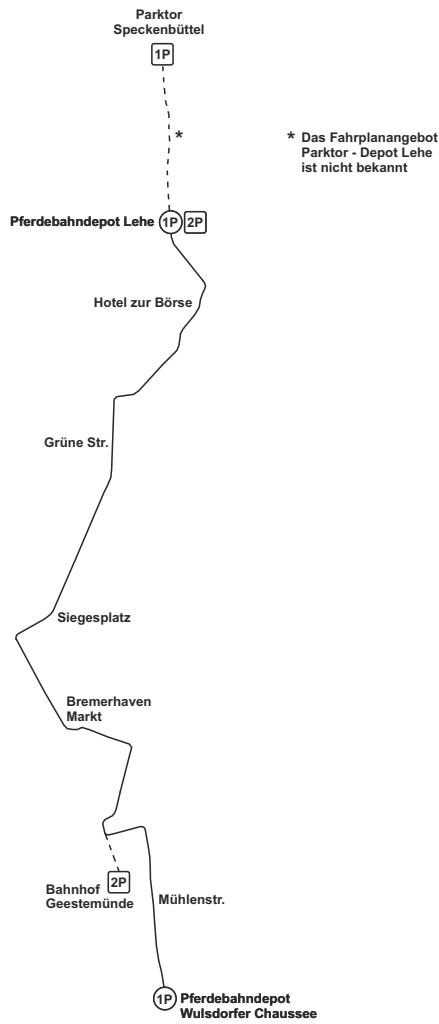 Parktor
Speckenbüttel
1P
*
* Das Fahrplanangebot
Parktor - Depot Lehe
ist nicht bekannt
Pferdebahndepot Lehe 1P 2P
Hotel zur Börse
Grüne Str.
Siegesplatz
Bremerhaven
Markt
2P
Bahnhof
Geestemünde
Mühlenstr.
1P Pferdebahndepot
Wulsdorfer Chaussee